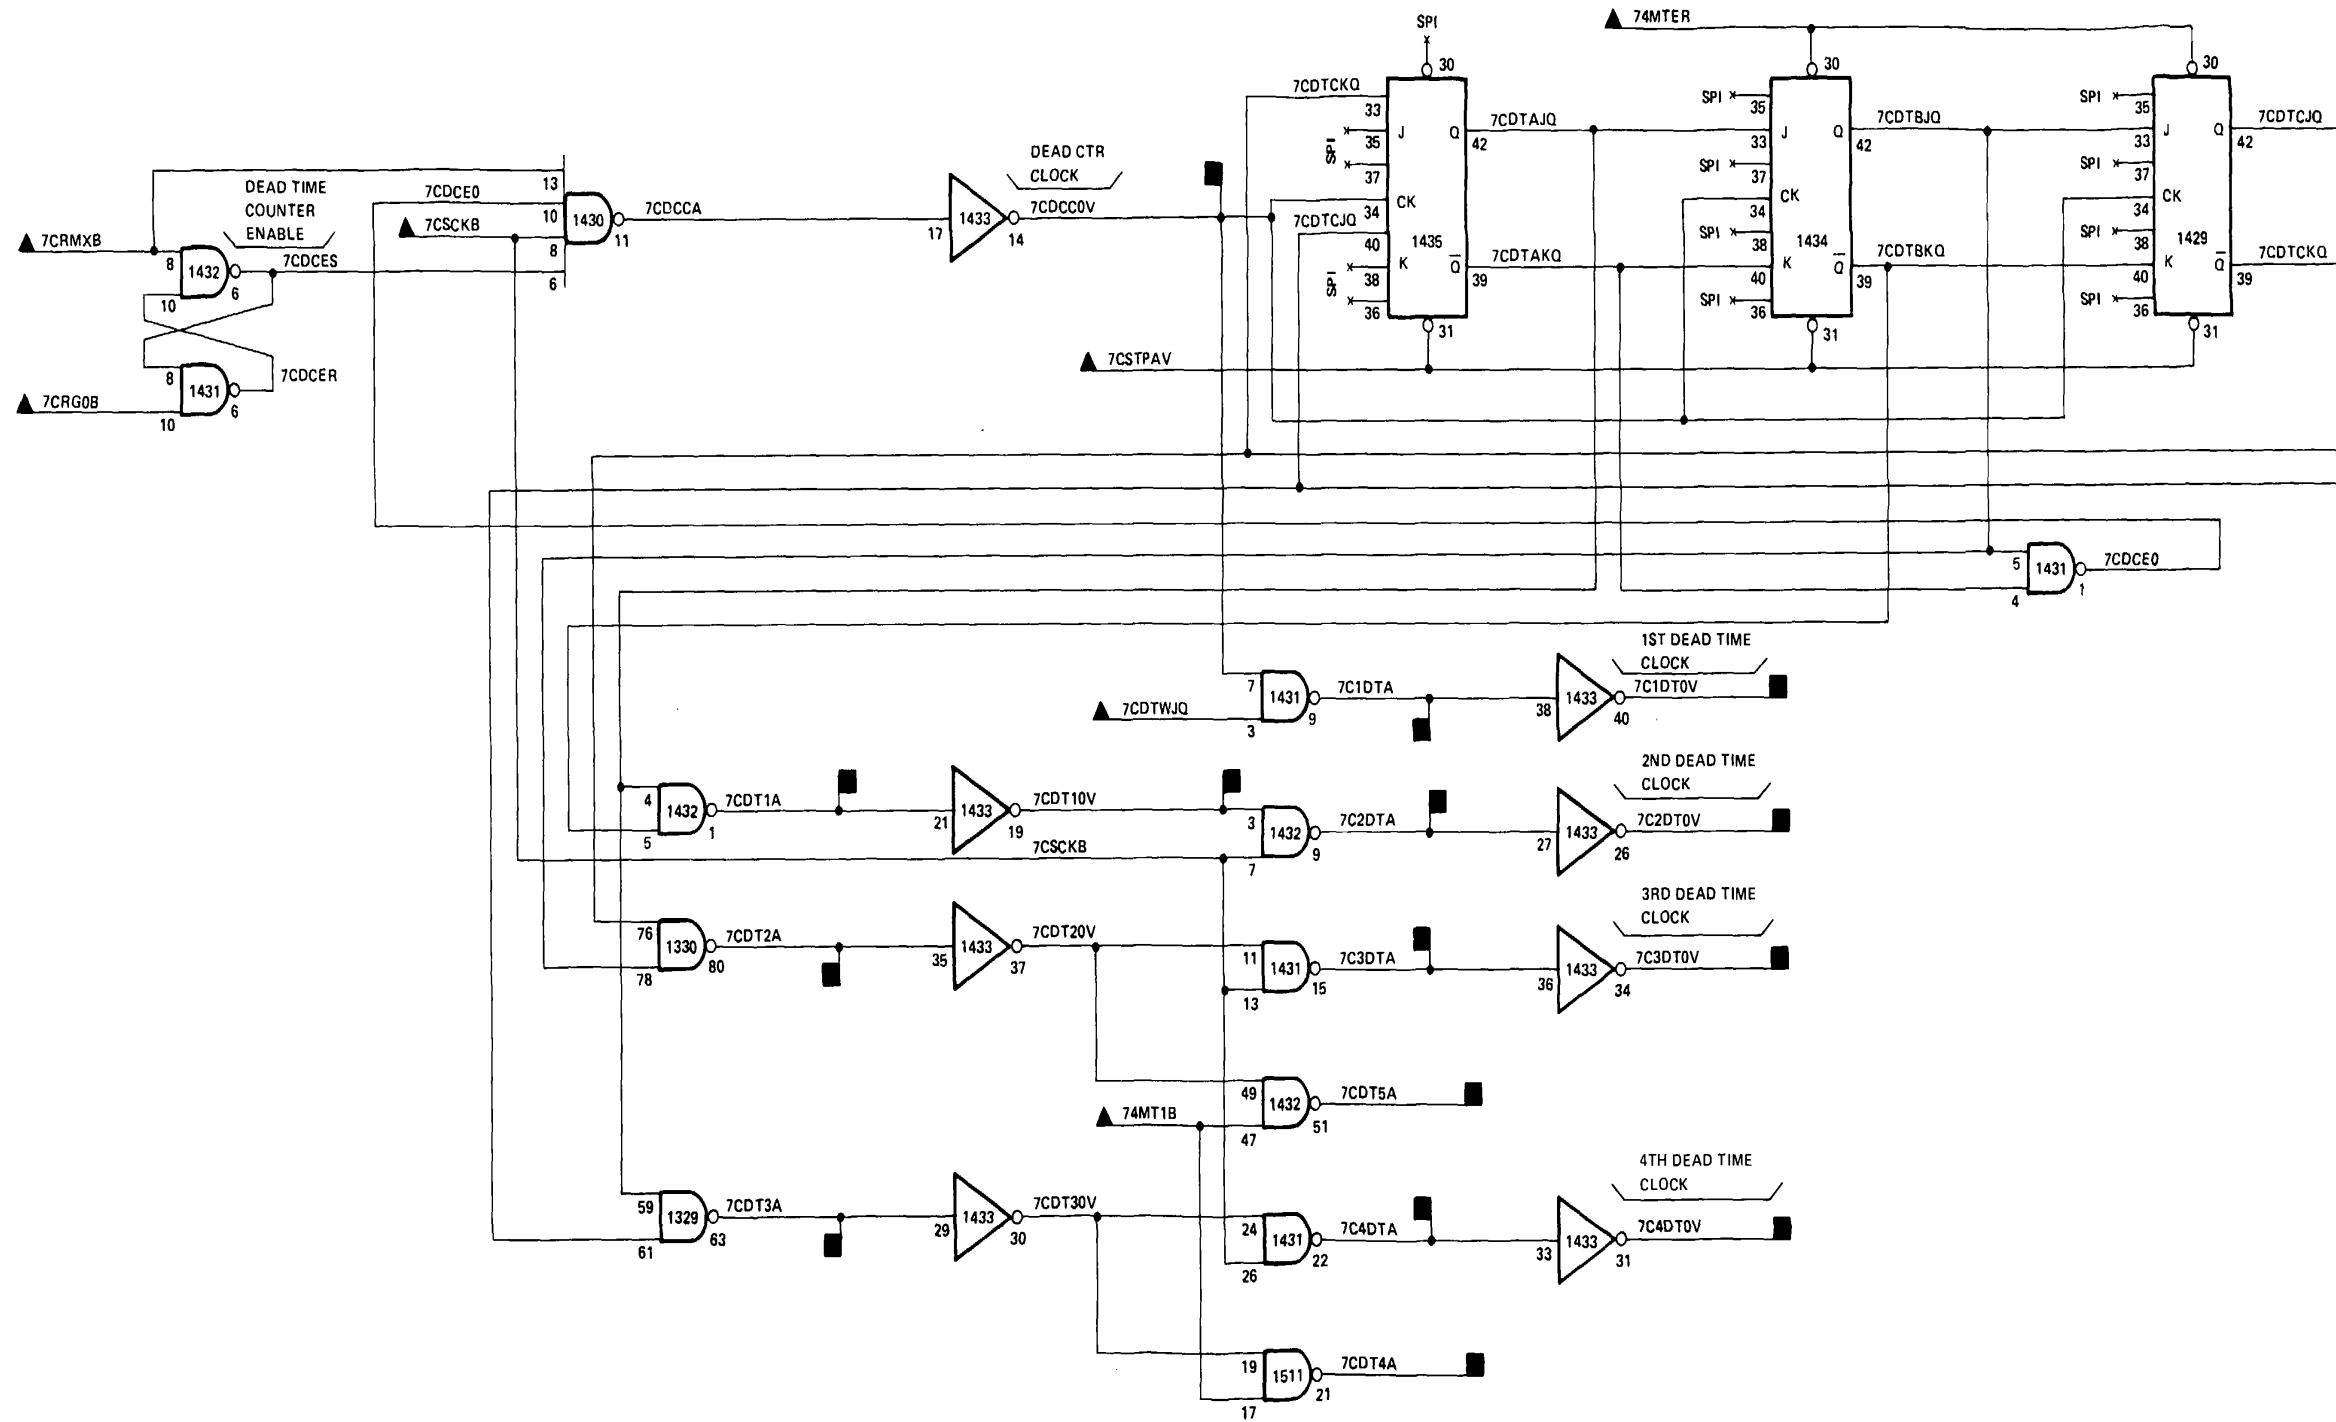 SPI
74MTER
30
30
30
7CDTCKQ
33
J
35
SPI
37
CK
34
7CDTCJQ
40
1435
K
38
SPI
36
31
Q
42
7CDTAJQ
Q
39
7CDTAKQ
SPI
35
J
33
SPI
37
CK
34
SPI
38
1434
K
40
SPI
36
31
Q
42
7CDTBJQ
Q
39
7CDTBKQ
SPI
35
J
33
SPI
37
CK
34
SPI
38
1429
K
40
SPI
36
31
Q
42
7CDTCJQ
Q
39
7CDTCKQ
DEAD CTR
CLOCK
DEAD TIME
COUNTER
ENABLE
7CDCE0
7CSCKB
13
10
8
6
1430
11
7CDCCA
17
1433
14
7CDCC0V
7CRMXB
8
10
1432
6
7CDCES
8
10
1431
6
7CDCER
7CRG0B
7CSTPAV
5
4
1431
1
7CDCE0
7
7CDTWJQ
3
1431
9
7C1DTA
38
1433
40
1ST DEAD TIME
CLOCK
7C1DT0V
4
5
1432
1
7CDT1A
21
1433
19
7CDT10V
7CSCKB
3
7
1432
9
7C2DTA
27
1433
26
2ND DEAD TIME
CLOCK
7C2DT0V
76
78
1330
80
7CDT2A
35
1433
37
7CDT20V
11
13
1431
15
7C3DTA
36
1433
34
3RD DEAD TIME
CLOCK
7C3DT0V
74MT1B
49
47
1432
51
7CDT5A
59
61
1329
63
7CDT3A
29
1433
30
7CDT30V
24
26
1431
22
7C4DTA
33
1433
31
4TH DEAD TIME
CLOCK
7C4DT0V
19
17
1511
21
7CDT4A